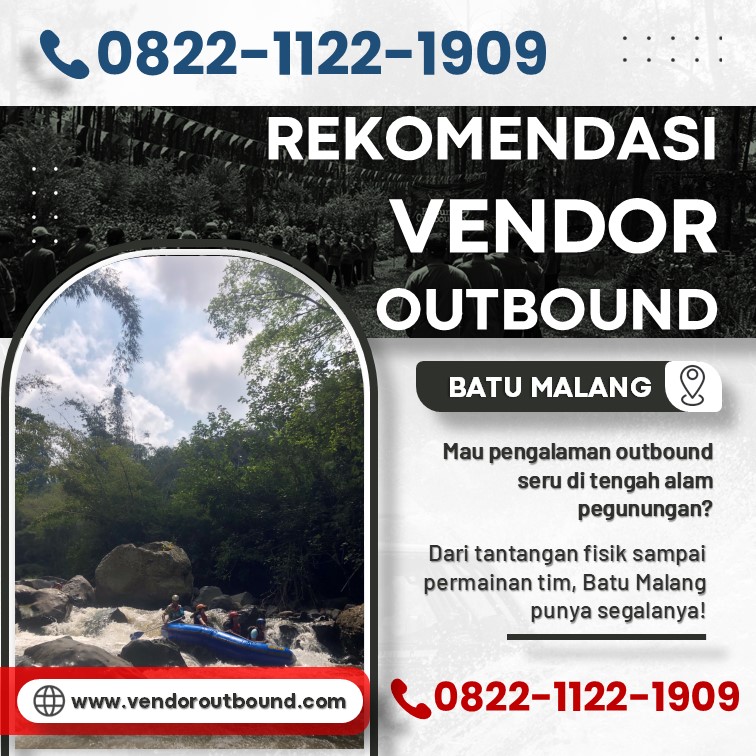 0822-1122-1909
REKOMENDASI
VENDOR
OUTBOUND
BATU MALANG
Mau pengalaman outbound
seru di tengah alam
pegunungan?
Dari tantangan fisik sampai
permainan tim, Batu Malang
punya segalanya!
www.vendoroutbound.com
0822-1122-1909